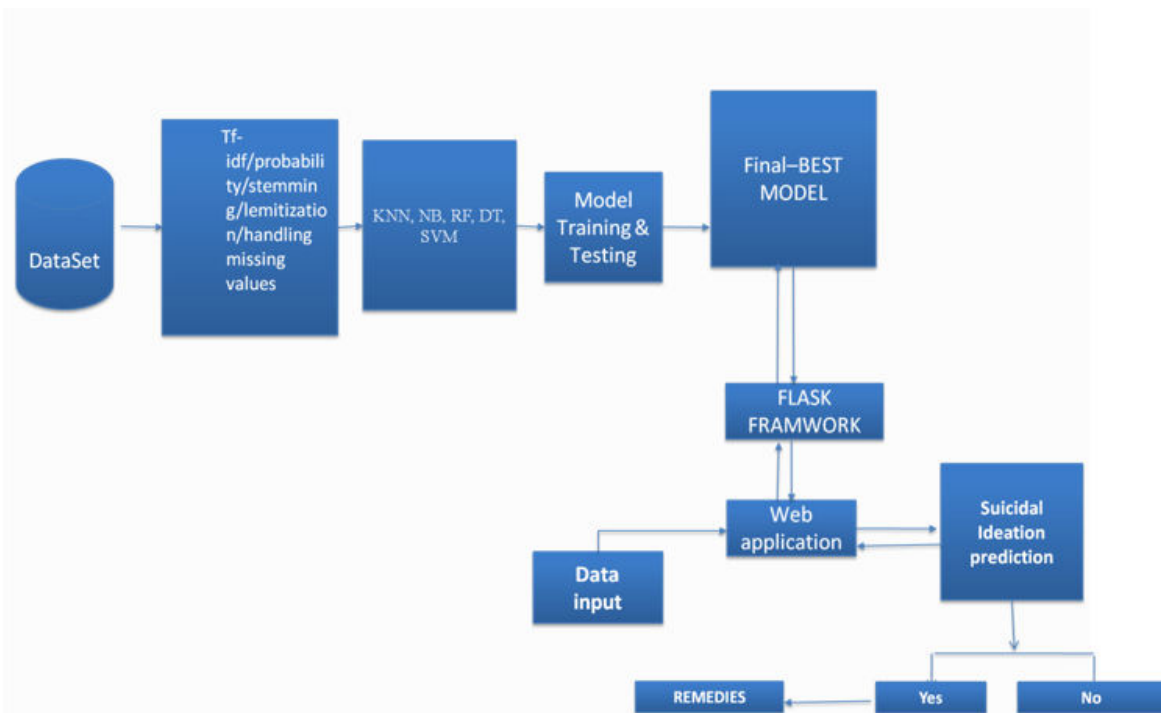 DataSet
Tf-
idf/probabili
ty/stemmin
g/lemitizatio
n/handling
missing
values
KNN, NB, RF, DT,
SVM
Model
Training &
Testing
Final–BEST
MODEL
FLASK
FRAMWORK
Web
application
Data
input
Suicidal
Ideation
prediction
REMEDIES
Yes
No